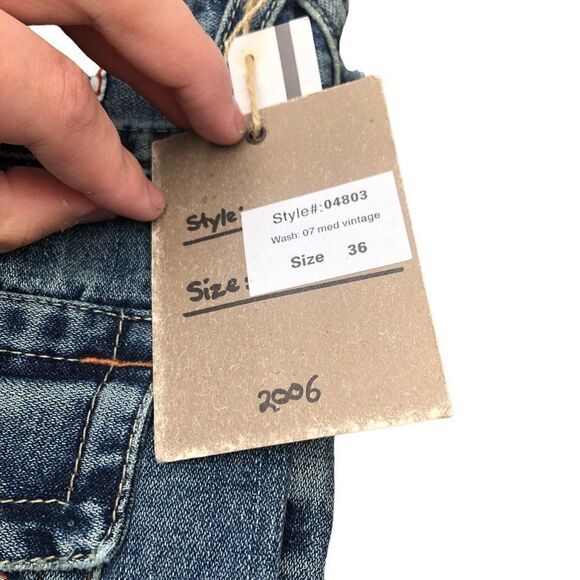 Style:
Style#:04803
Wash: 07 med vintage
Size 36
Size:
2006